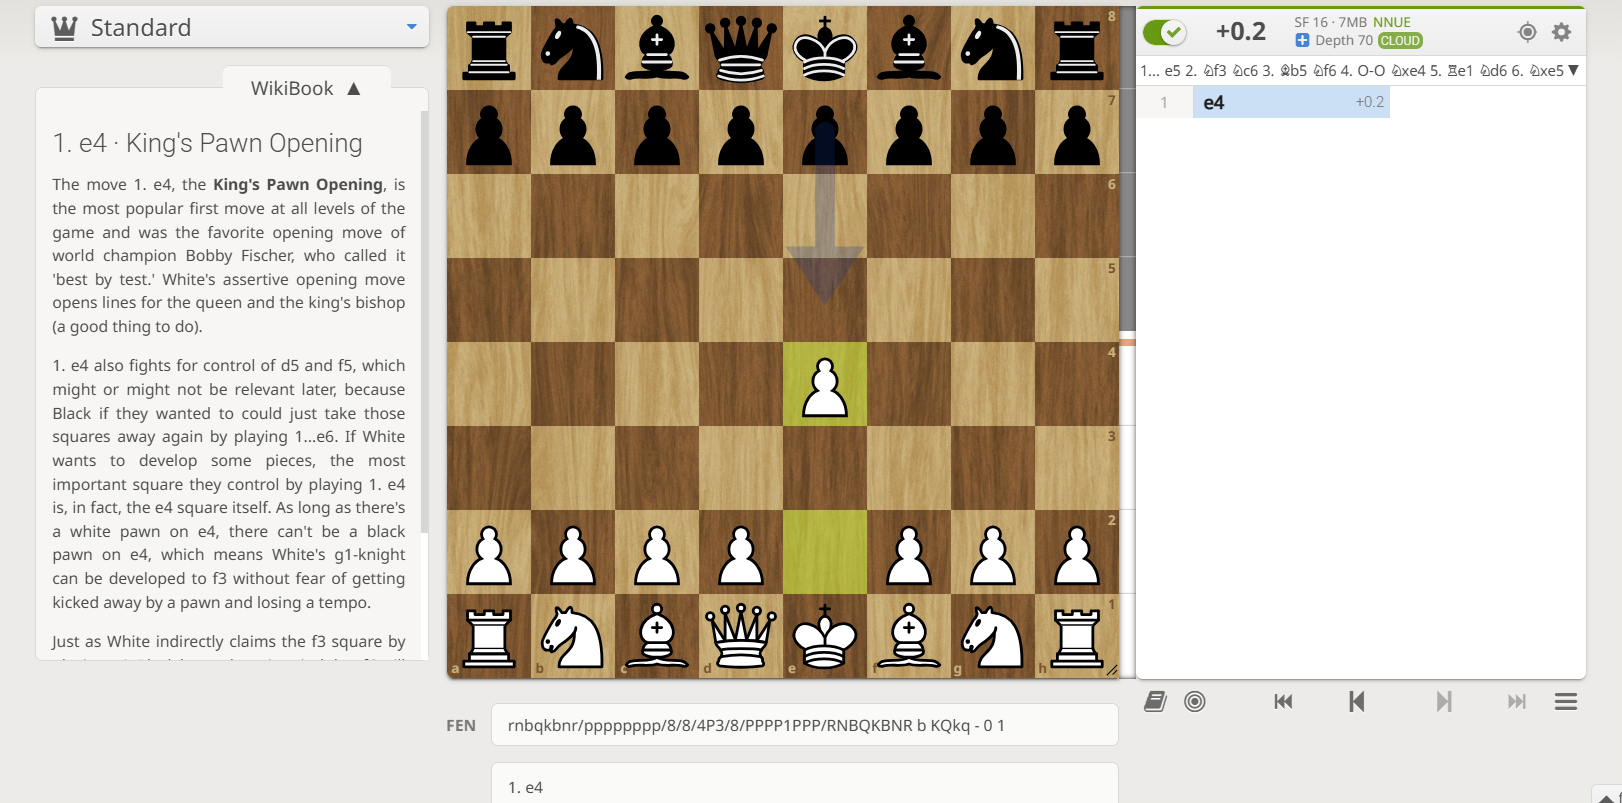 Standard
WikiBook ▲
1. e4 · King's Pawn Opening
The move 1. e4, the King's Pawn Opening, is
the most popular first move at all levels of the
game and was the favorite opening move of
world champion Bobby Fischer, who called it
'best by test.' White's assertive opening move
opens lines for the queen and the king's bishop
(a good thing to do).
1. e4 also fights for control of d5 and f5, which
might or might not be relevant later, because
Black if they wanted to could just take those
squares away again by playing 1...e6. If White
wants to develop some pieces, the most
important square they control by playing 1. e4
is, in fact, the e4 square itself. As long as there's
a white pawn on e4, there can't be a black
pawn on e4, which means White's g1-knight
can be developed to f3 without fear of getting
kicked away by a pawn and losing a tempo.
Just as White indirectly claims the f3 square by
8
7
6
5
4
3
2
1
a b c d e f g h
FEN
rnbqkbnr/pppppppp/8/8/4P3/8/PPPP1PPP/RNBQKBNR b KQkq - 0 1
1. e4
+0.2
SF 16 · 7MB NNUE
Depth 70 CLOUD
1... e5 2. ♘f3 ♘c6 3. ♗b5 ♘f6 4. O-O ♘xe4 5. ♖e1 ♘d6 6. ♘xe5 ▼
1 e4 +0.2